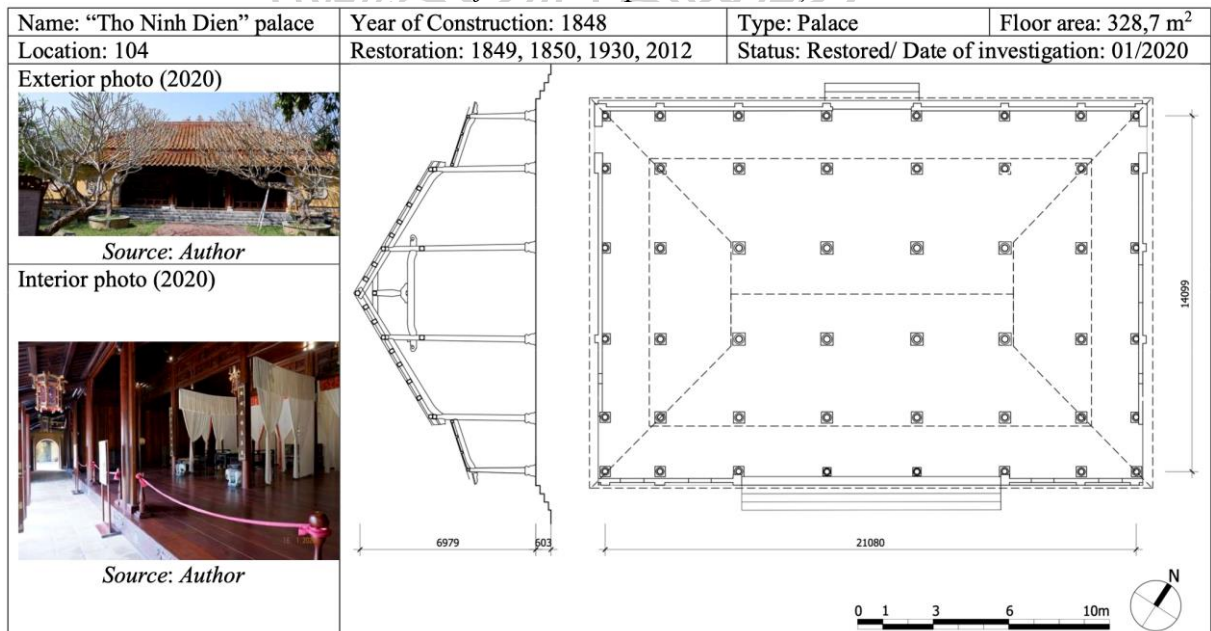 Name: “Tho Ninh Dien” palace
Year of Construction: 1848
Type: Palace
Floor area: 328,7 m²
Location: 104
Restoration: 1849, 1850, 1930, 2012
Status: Restored/ Date of investigation: 01/2020
Exterior photo (2020)
Source: Author
Interior photo (2020)
Source: Author
14099
6979
603
21080
N
0 1 3 6 10m